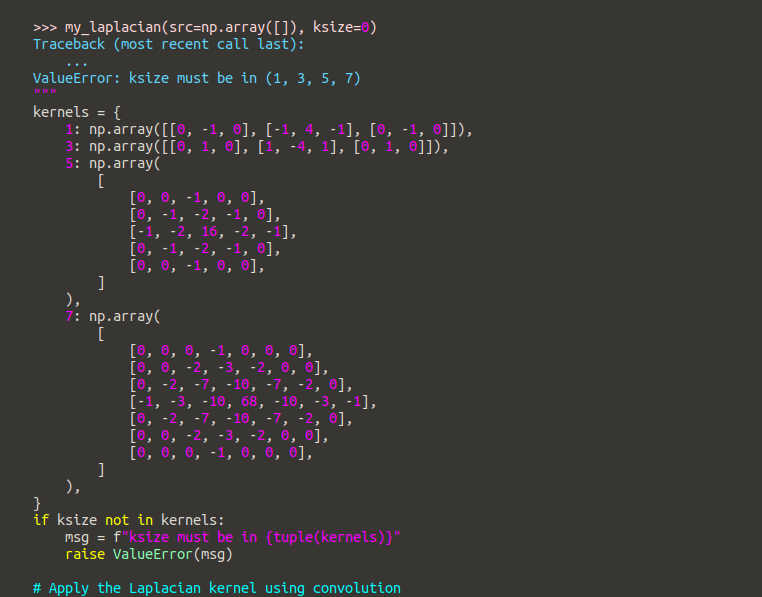 >>> my_laplacian(src=np.array([]), ksize=0)
Traceback (most recent call last):
    ...
ValueError: ksize must be in (1, 3, 5, 7)
"""
kernels = {
    1: np.array([[0, -1, 0], [-1, 4, -1], [0, -1, 0]]),
    3: np.array([[0, 1, 0], [1, -4, 1], [0, 1, 0]]),
    5: np.array(
        [
            [0, 0, -1, 0, 0],
            [0, -1, -2, -1, 0],
            [-1, -2, 16, -2, -1],
            [0, -1, -2, -1, 0],
            [0, 0, -1, 0, 0],
        ]
    ),
    7: np.array(
        [
            [0, 0, 0, -1, 0, 0, 0],
            [0, 0, -2, -3, -2, 0, 0],
            [0, -2, -7, -10, -7, -2, 0],
            [-1, -3, -10, 68, -10, -3, -1],
            [0, -2, -7, -10, -7, -2, 0],
            [0, 0, -2, -3, -2, 0, 0],
            [0, 0, 0, -1, 0, 0, 0],
        ]
    ),
}
if ksize not in kernels:
    msg = f"ksize must be in {tuple(kernels)}"
    raise ValueError(msg)

# Apply the Laplacian kernel using convolution